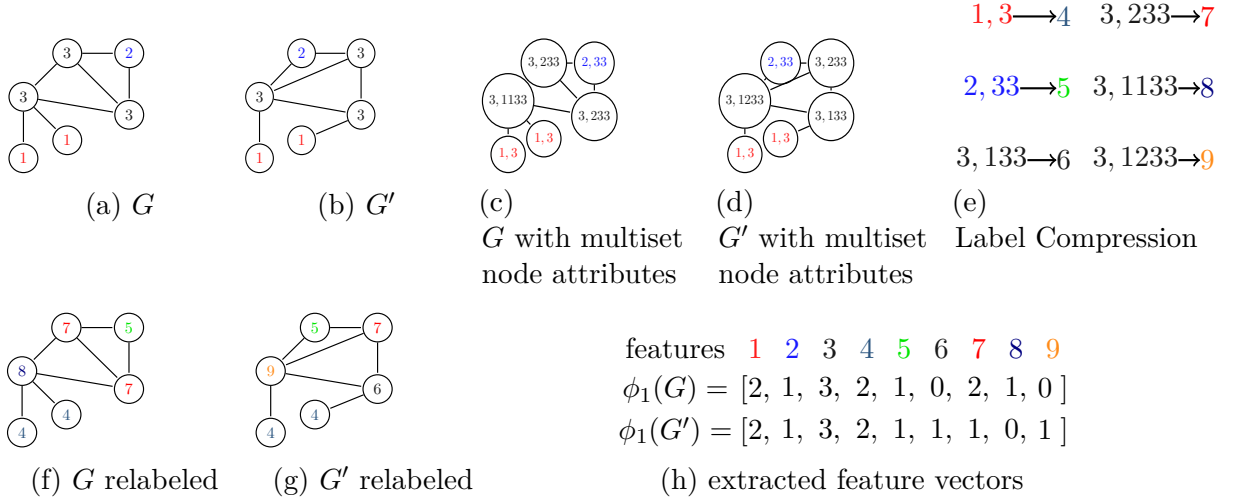 3
2
3
3
1
1
(a) G
2
3
3
3
1
1
(b) G′
3, 233
2, 33
3, 1133
3, 233
1, 3
1, 3
(c)
G with multiset
node attributes
2, 33
3, 233
3, 1233
3, 133
1, 3
1, 3
(d)
G′ with multiset
node attributes
1, 3→4 3, 233→7
2, 33→5 3, 1133→8
3, 133→6 3, 1233→9
(e)
Label Compression
7
5
8
7
4
4
(f) G relabeled
5
7
9
6
4
4
(g) G′ relabeled
features 1 2 3 4 5 6 7 8 9
ϕ₁(G) = [2, 1, 3, 2, 1, 0, 2, 1, 0 ]
ϕ₁(G′) = [2, 1, 3, 2, 1, 1, 1, 0, 1 ]
(h) extracted feature vectors